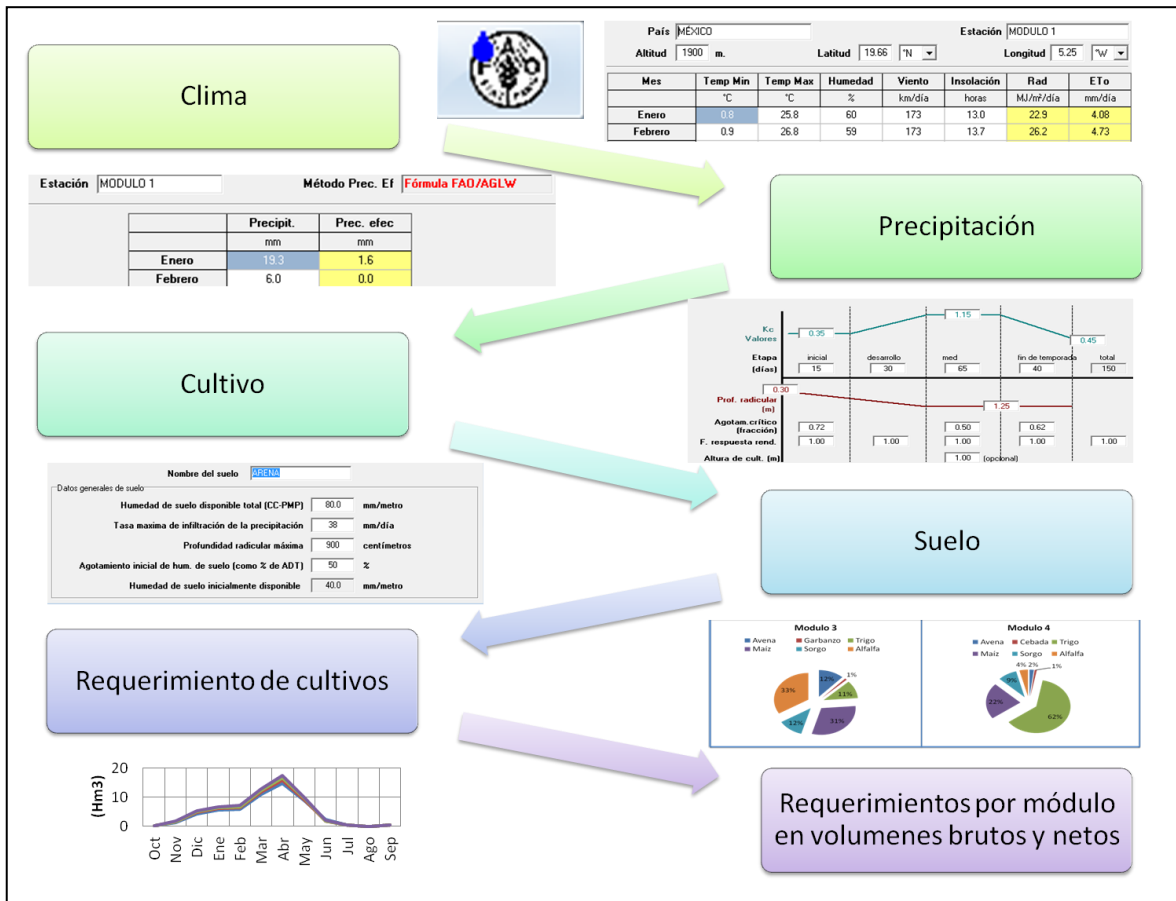 Clima
F A O
FIAT PANIS
País MÉXICO Estación MODULO 1
Altitud 1900 m. Latitud 19.66 °N Longitud 5.25 °W
Mes Temp Min Temp Max Humedad Viento Insolación Rad ETo
°C °C % km/día horas MJ/m²/día mm/día
Enero 0.8 25.8 60 173 13.0 22.9 4.08
Febrero 0.9 26.8 59 173 13.7 26.2 4.73
Estación MODULO 1 Método Prec. Ef Fórmula FAO/AGLW
Precipit. Prec. efec
mm mm
Enero 19.3 1.6
Febrero 6.0 0.0
Precipitación
Cultivo
Kc
Valores
0.35 1.15 0.45
Etapa
(días)
inicial desarrollo med fin de temporada total
15 30 65 40 150
0.30
Prof. radicular
(m)
1.25
Agotam.crítico
(fracción)
0.72 0.50 0.62
F. respuesta rend. 1.00 1.00 1.00 1.00 1.00
Altura de cult. (m) 1.00 (opcional)
Nombre del suelo ARENA
Datos generales de suelo
Humedad de suelo disponible total (CC-PMP) 80.0 mm/metro
Tasa maxima de infiltración de la precipitación 38 mm/día
Profundidad radicular máxima 900 centímetros
Agotamiento inicial de hum. de suelo (como % de ADT) 50 %
Humedad de suelo inicialmente disponible 40.0 mm/metro
Suelo
Requerimiento de cultivos
Modulo 3
Avena Garbanzo Trigo
Maíz Sorgo Alfalfa
12% 1% 11% 31% 12% 33%
Modulo 4
Avena Cebada Trigo
Maíz Sorgo Alfalfa
4% 2% 1% 9% 22% 62%
(Hm3)
20
10
0
Oct Nov Dic Ene Feb Mar Abr May Jun Jul Ago Sep
Requerimientos por módulo
en volumenes brutos y netos